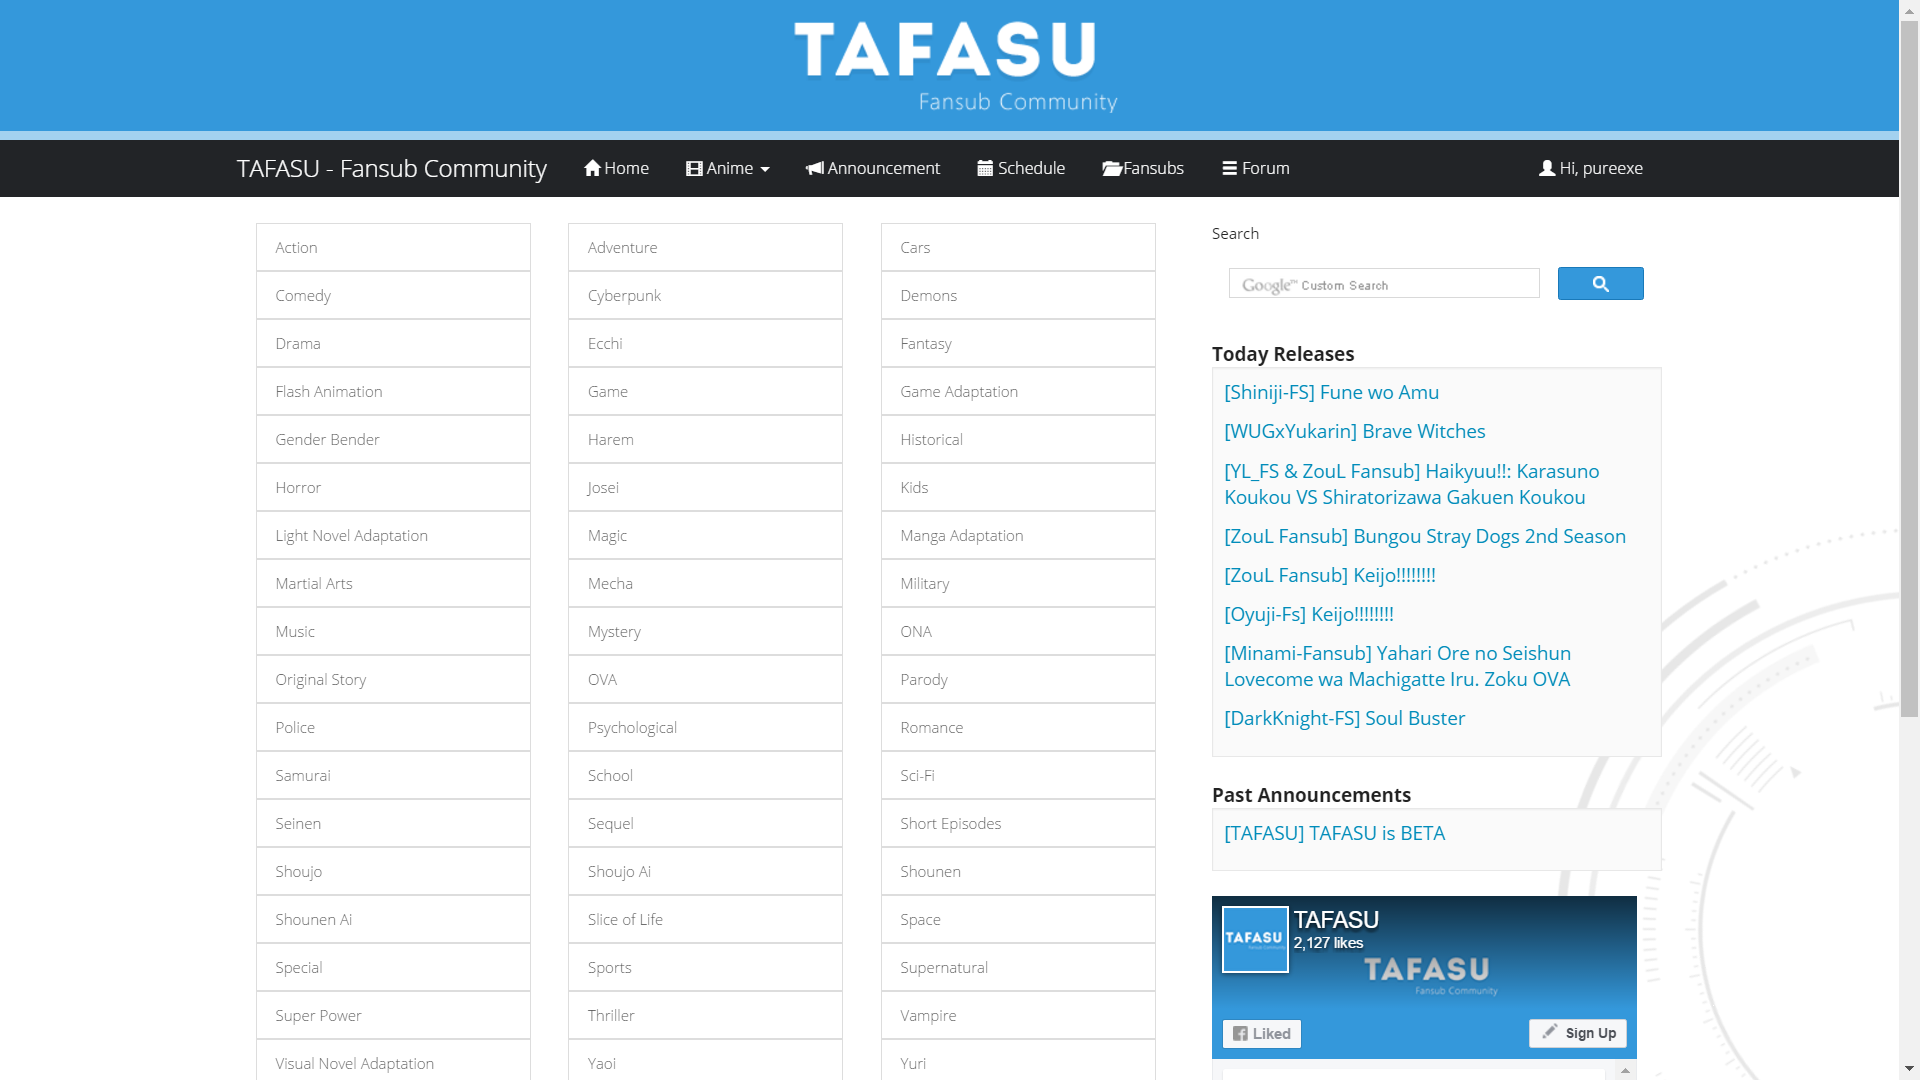 TAFASU
Fansub Community
TAFASU - Fansub Community
Home
Anime
Announcement
Schedule
Fansubs
Forum
Hi, pureexe
Action
Adventure
Cars
Comedy
Cyberpunk
Demons
Drama
Ecchi
Fantasy
Flash Animation
Game
Game Adaptation
Gender Bender
Harem
Historical
Horror
Josei
Kids
Light Novel Adaptation
Magic
Manga Adaptation
Martial Arts
Mecha
Military
Music
Mystery
ONA
Original Story
OVA
Parody
Police
Psychological
Romance
Samurai
School
Sci-Fi
Seinen
Sequel
Short Episodes
Shoujo
Shoujo Ai
Shounen
Shounen Ai
Slice of Life
Space
Special
Sports
Supernatural
Super Power
Thriller
Vampire
Visual Novel Adaptation
Yaoi
Yuri
Search
Google™ Custom Search
Today Releases
[Shiniji-FS] Fune wo Amu
[WUGxYukarin] Brave Witches
[YL_FS & ZouL Fansub] Haikyuu!!: Karasuno
Koukou VS Shiratorizawa Gakuen Koukou
[ZouL Fansub] Bungou Stray Dogs 2nd Season
[ZouL Fansub] Keijo!!!!!!!!
[Oyuji-Fs] Keijo!!!!!!!!
[Minami-Fansub] Yahari Ore no Seishun
Lovecome wa Machigatte Iru. Zoku OVA
[DarkKnight-FS] Soul Buster
Past Announcements
[TAFASU] TAFASU is BETA
TAFASU
TAFASU
2,127 likes
TAFASU
Fansub Community
Liked
Sign Up